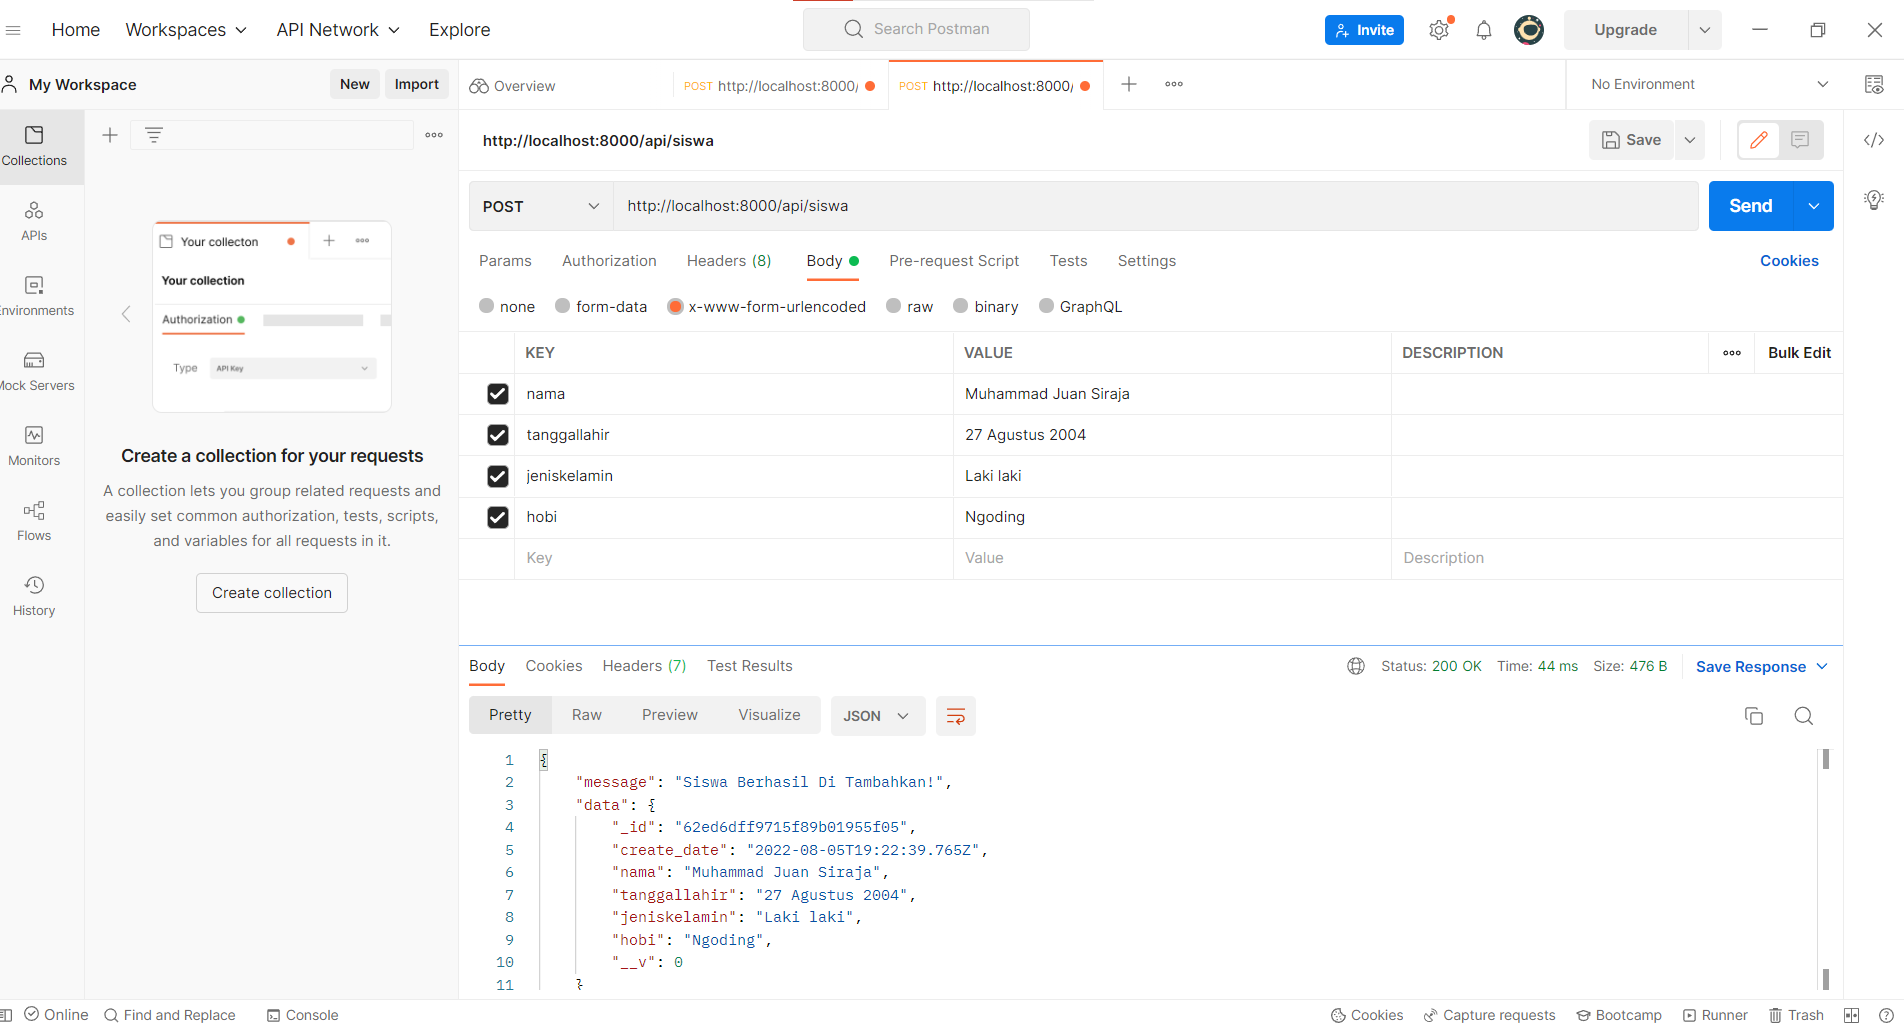 Home Workspaces API Network Explore Search Postman Invite Upgrade
My Workspace New Import Overview POST http://localhost:8000/ POST http://localhost:8000/ No Environment
Collections
APIs
nvironments
Mock Servers
Monitors
Flows
History
Your collecton
Your collection
Authorization
Type API Key
Create a collection for your requests
A collection lets you group related requests and
easily set common authorization, tests, scripts,
and variables for all requests in it.
Create collection
http://localhost:8000/api/siswa Save
POST http://localhost:8000/api/siswa Send
Params Authorization Headers (8) Body Pre-request Script Tests Settings Cookies
none form-data x-www-form-urlencoded raw binary GraphQL
KEY VALUE DESCRIPTION Bulk Edit
nama Muhammad Juan Siraja
tanggallahir 27 Agustus 2004
jeniskelamin Laki laki
hobi Ngoding
Key Value Description
Body Cookies Headers (7) Test Results Status: 200 OK Time: 44 ms Size: 476 B Save Response
Pretty Raw Preview Visualize JSON
1 {
2 "message": "Siswa Berhasil Di Tambahkan!",
3 "data": {
4 "_id": "62ed6dff9715f89b01955f05",
5 "create_date": "2022-08-05T19:22:39.765Z",
6 "nama": "Muhammad Juan Siraja",
7 "tanggallahir": "27 Agustus 2004",
8 "jeniskelamin": "Laki laki",
9 "hobi": "Ngoding",
10 "__v": 0
11 }
Online Find and Replace Console Cookies Capture requests Bootcamp Runner Trash